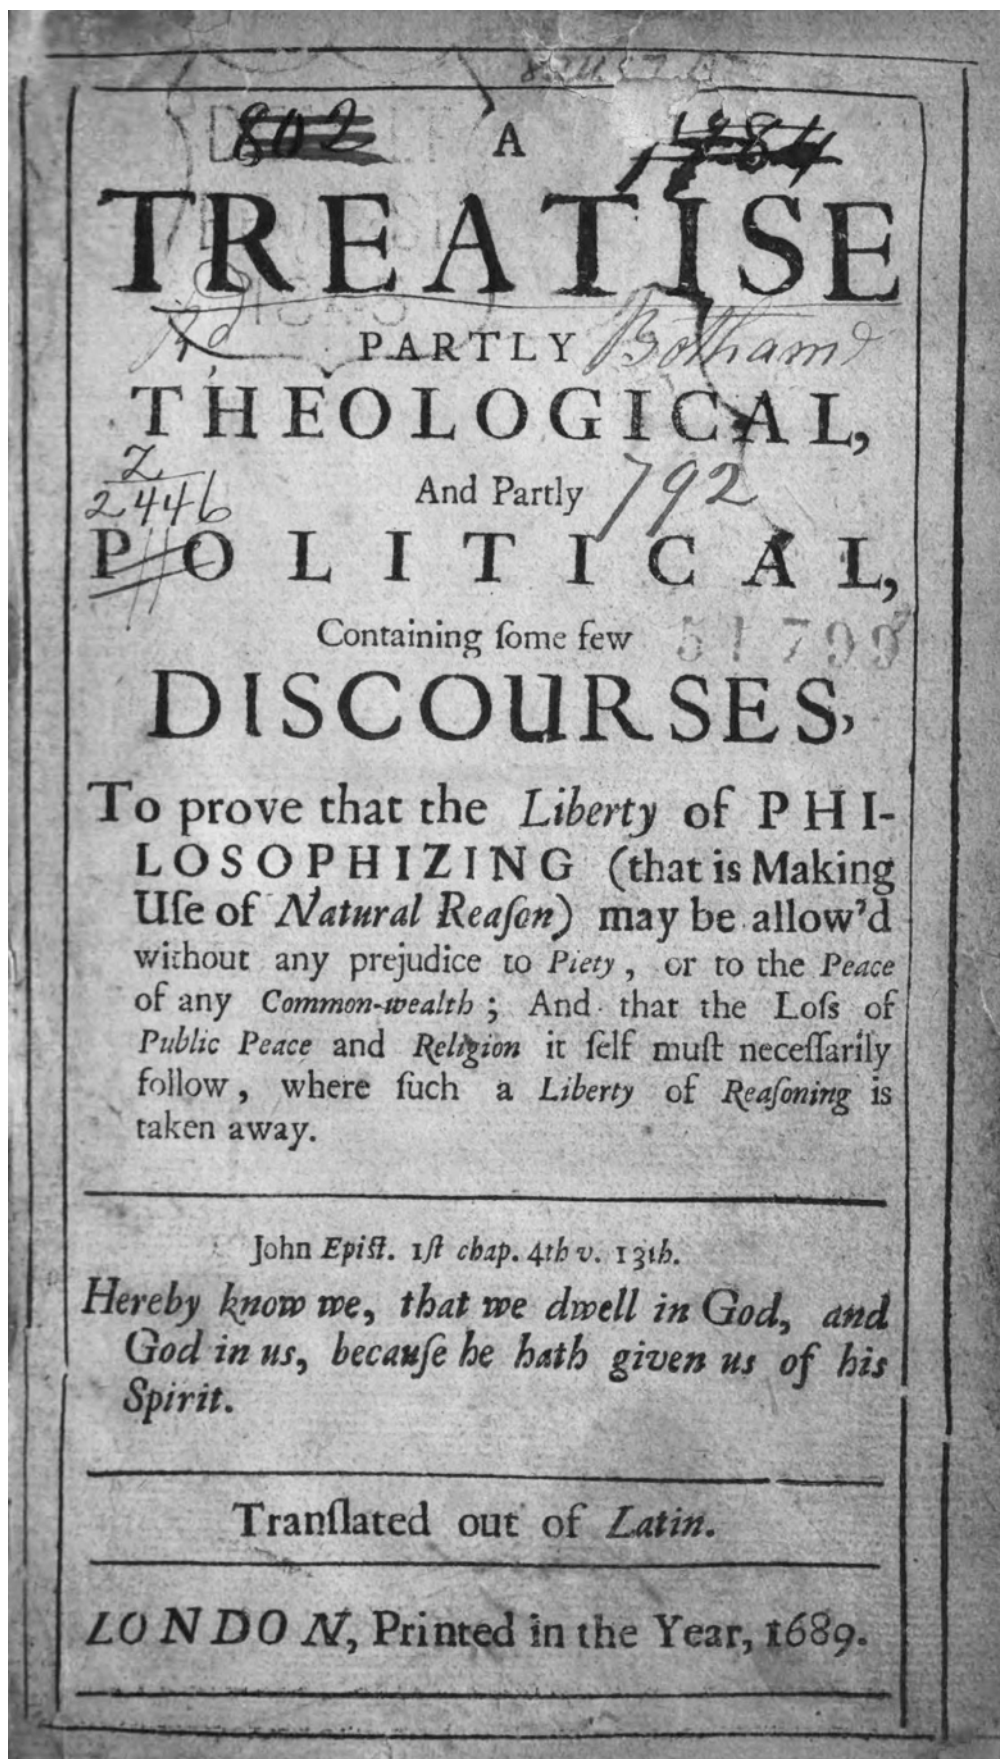 802 A 1784
TREATISE
PARTLY Botham
THEOLOGICAL,
2
2446 And Partly 792
POLITICAL,
Containing ſome few 51799
DISCOURSES,
To prove that the Liberty of PHI-
LOSOPHIZING (that is Making
Uſe of Natural Reaſon) may be allow'd
without any prejudice to Piety, or to the Peace
of any Common-wealth; And that the Loſs of
Public Peace and Religion it ſelf muſt neceſſarily
follow, where ſuch a Liberty of Reaſoning is
taken away.
John Epiſt. 1ſt chap. 4th v. 13th.
Hereby know we, that we dwell in God, and
God in us, becauſe he hath given us of his
Spirit.
Tranſlated out of Latin.
LONDON, Printed in the Year, 1689.